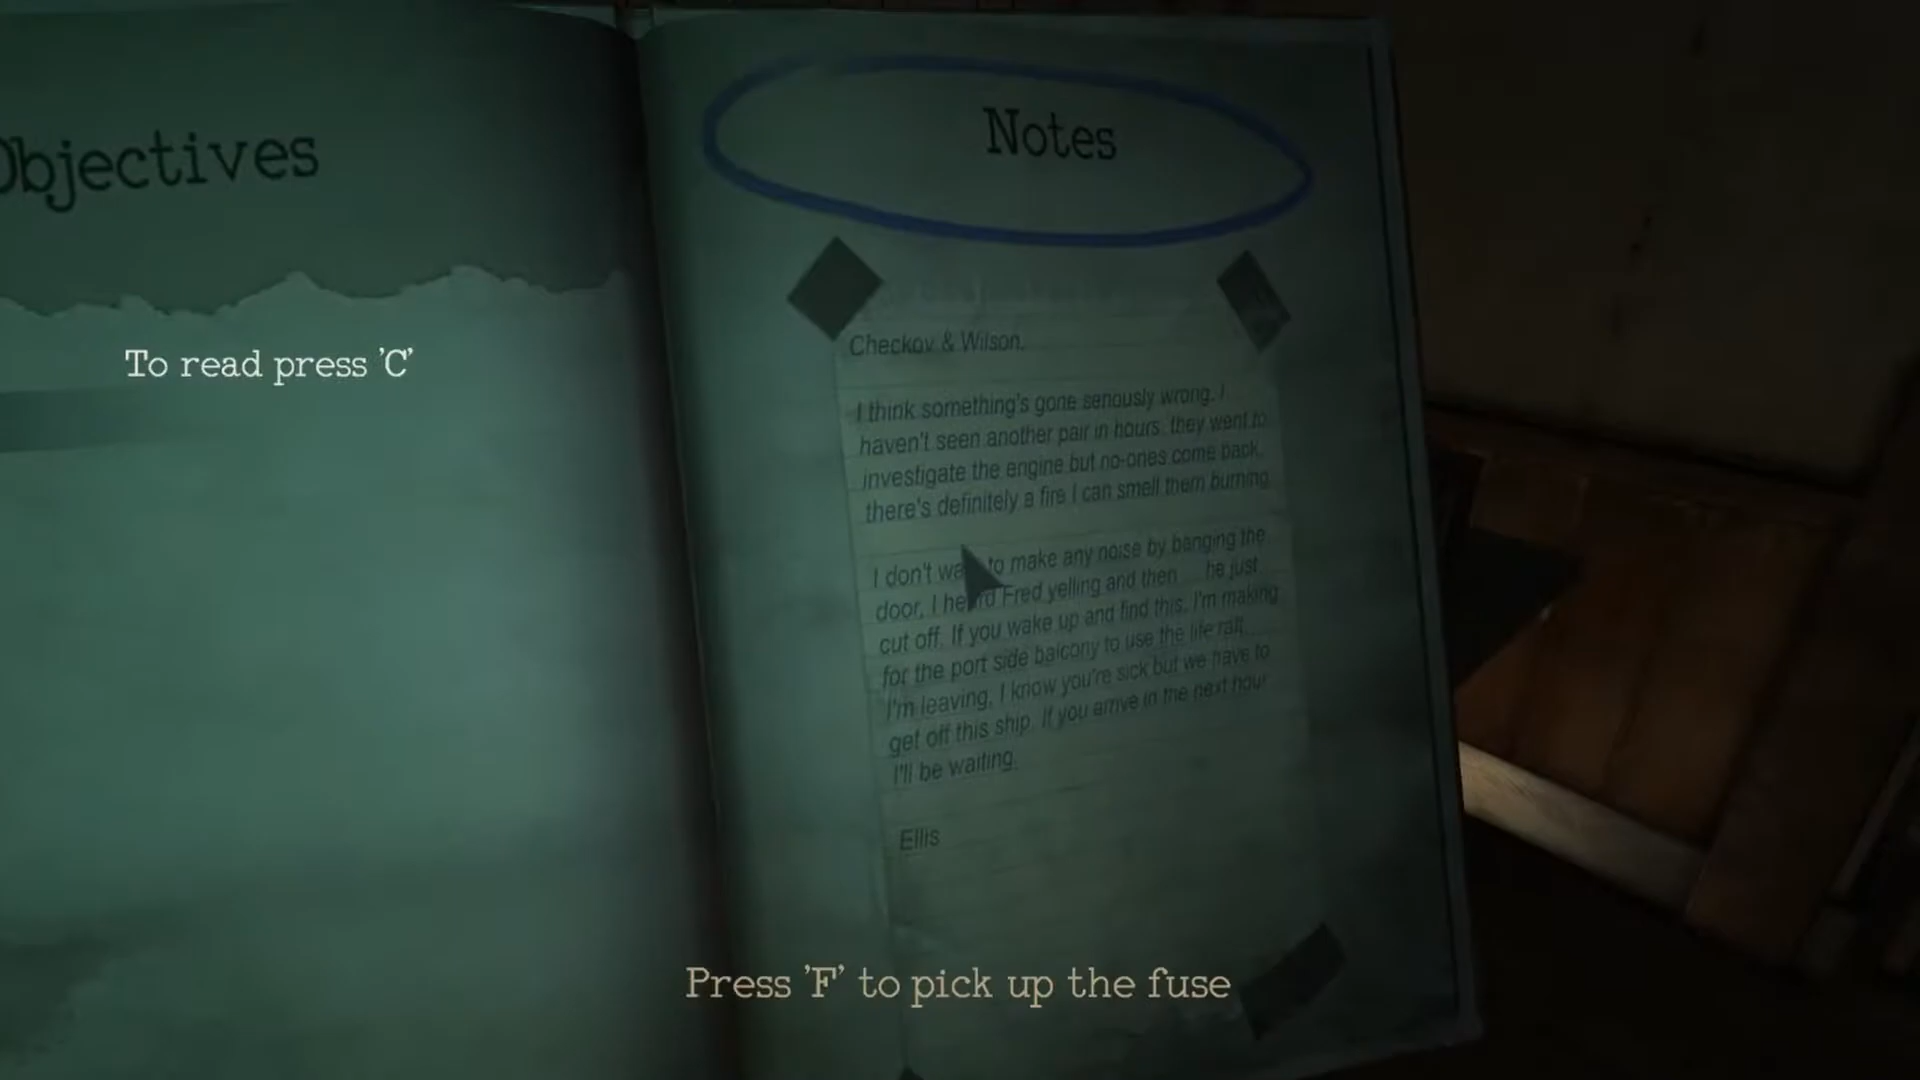 Objectives
To read press 'C'
Notes
Checkov & Wilson,
I think something's gone seriously wrong. I
haven't seen another pair in hours, they went to
investigate the engine but no-ones come back,
there's definitely a fire I can smell them burning
I don't wa to make any noise by banging the
door, I heard Fred yelling and then ... he just
cut off. If you wake up and find this, I'm making
for the port side balcony to use the life raft.
I'm leaving, I know you're sick but we have to
get off this ship. If you arrive in the next hour
I'll be waiting.
Ellis
Press 'F' to pick up the fuse